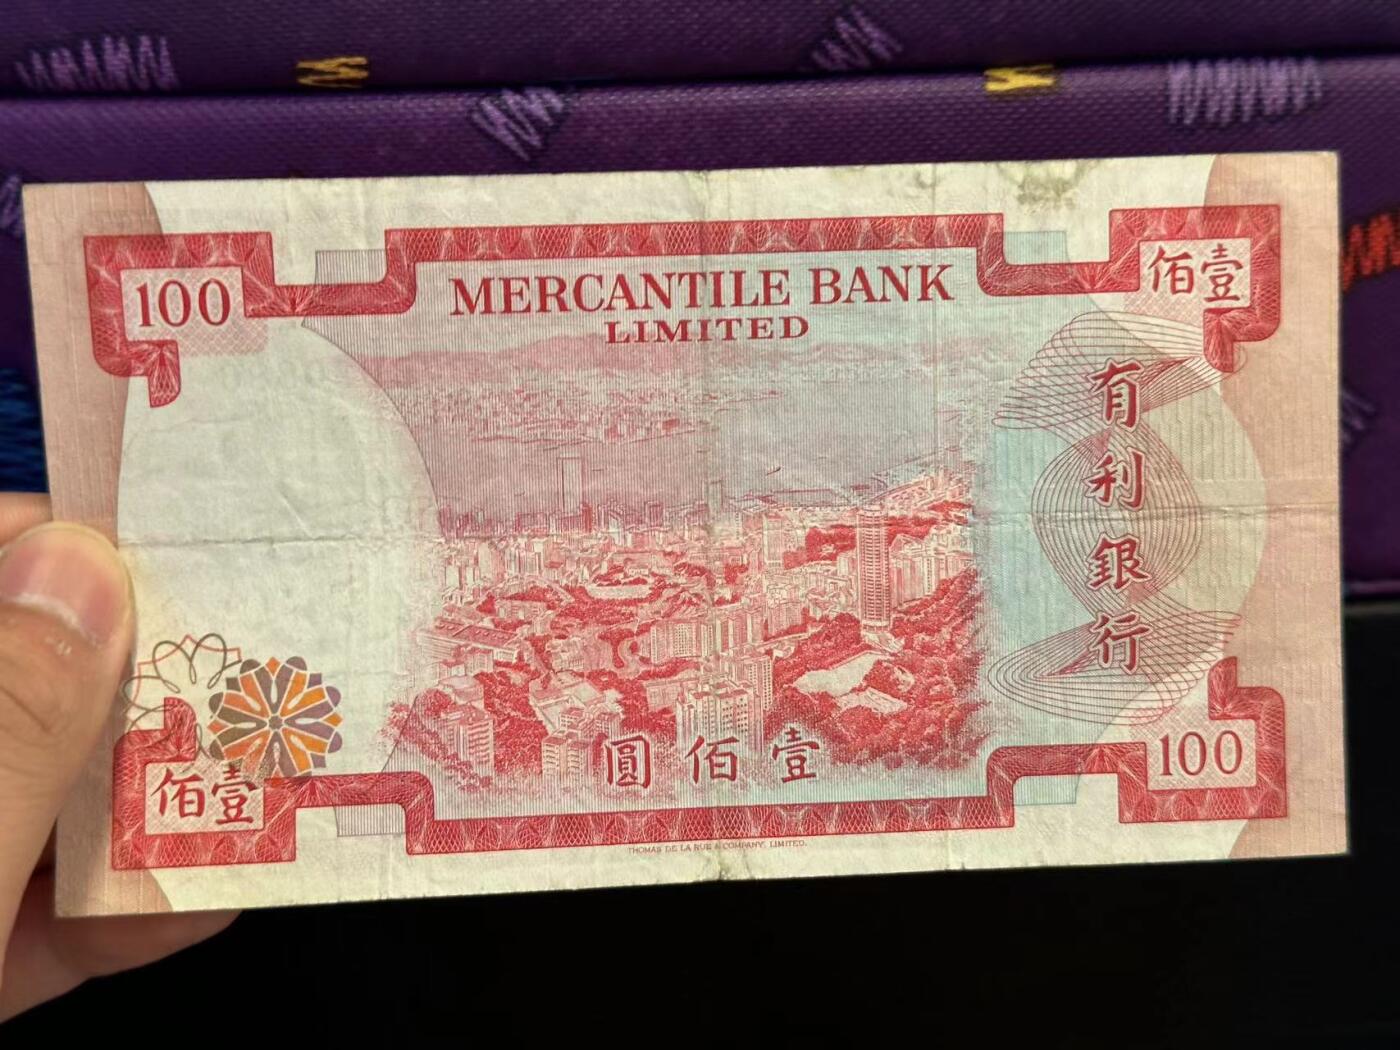 100
MERCANTILE BANK
LIMITED
佰壹
有利銀行
圓佰壹
佰壹
100
THOMAS DE LA RUE & COMPANY, LIMITED.